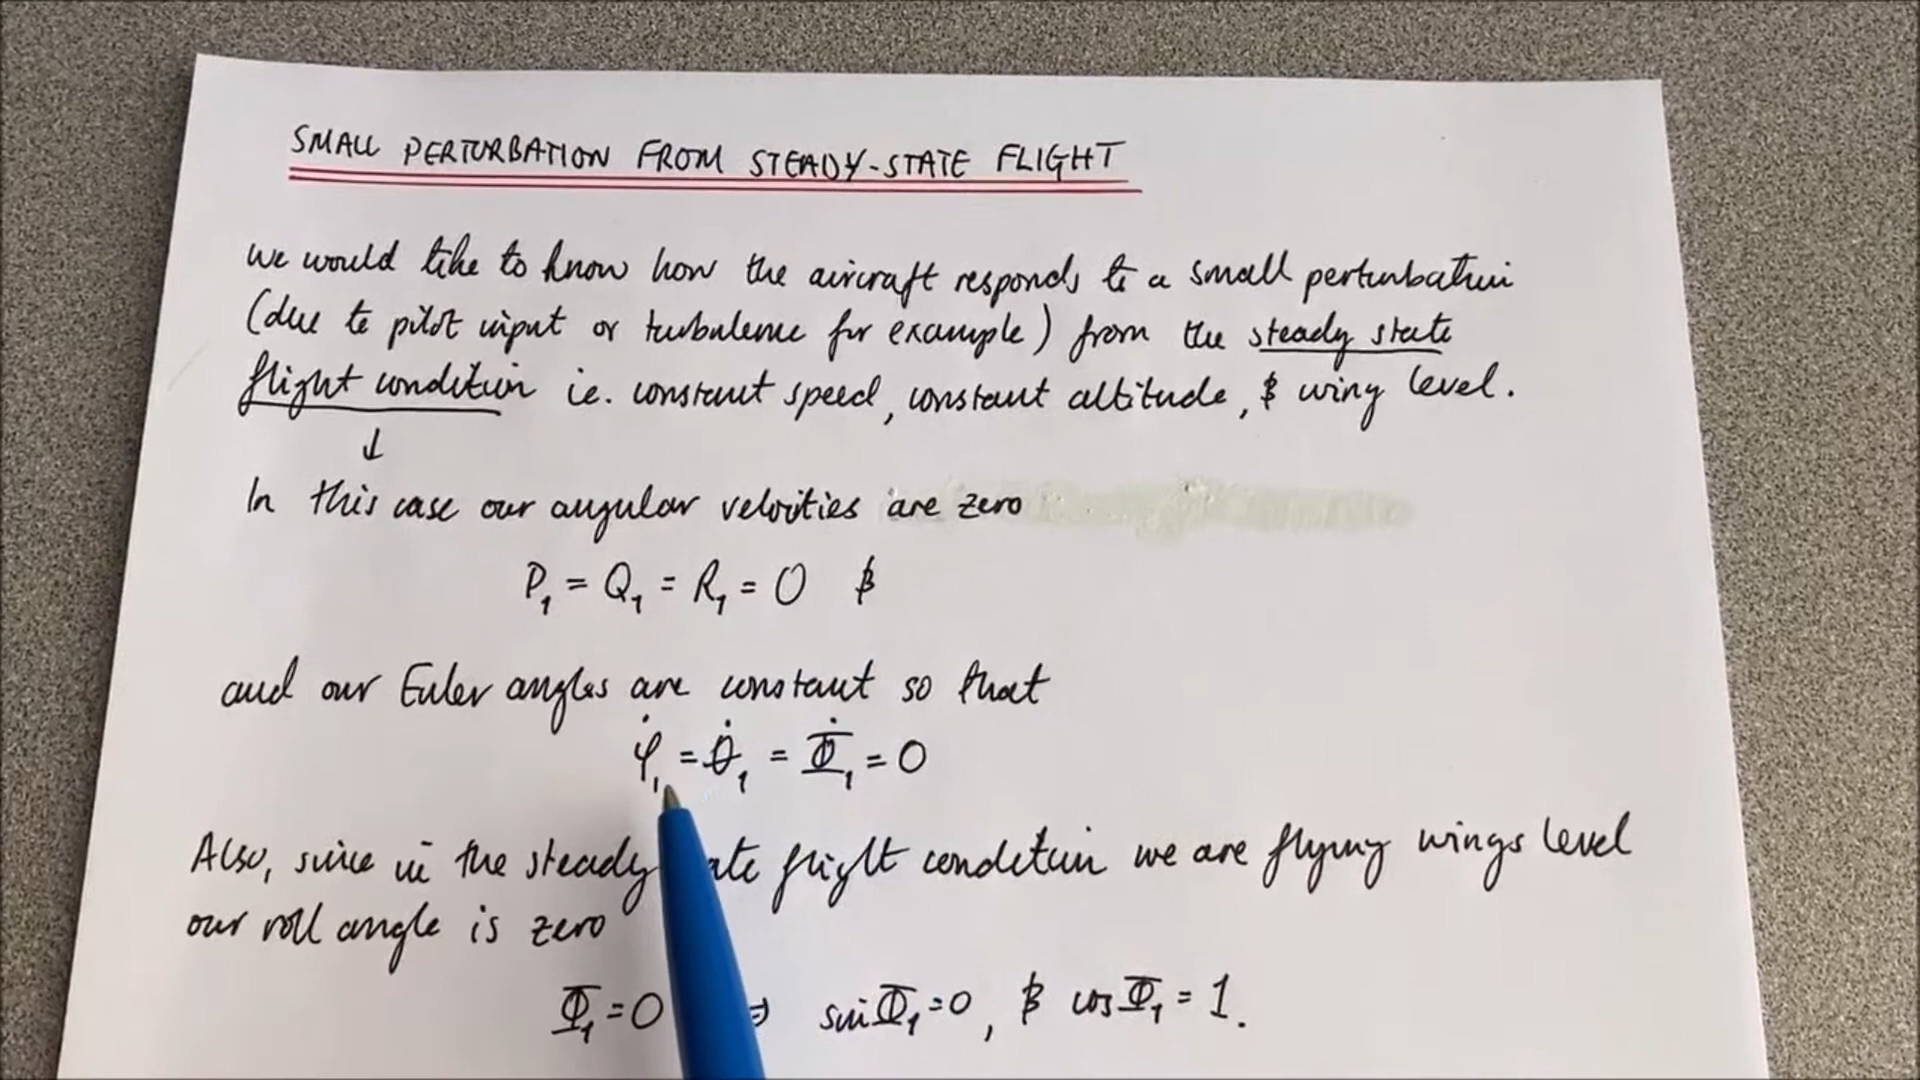 SMALL PERTURBATION FROM STEADY-STATE FLIGHT
We would like to know how the aircraft responds to a small perturbation
(due to pilot input or turbulence for example) from the steady state
flight condition i.e. constant speed, constant altitude, & wing level.
↓
In this case our angular velocities are zero
P₁ = Q₁ = R₁ = 0 &
and our Euler angles are constant so that
φ̇₁ = θ̇₁ = Φ̇₁ = 0
Also, since in the steady ate flight condition we are flying wings level
our roll angle is zero
Φ₁ = 0 ⇒ sin Φ₁ = 0, & cos Φ₁ = 1.